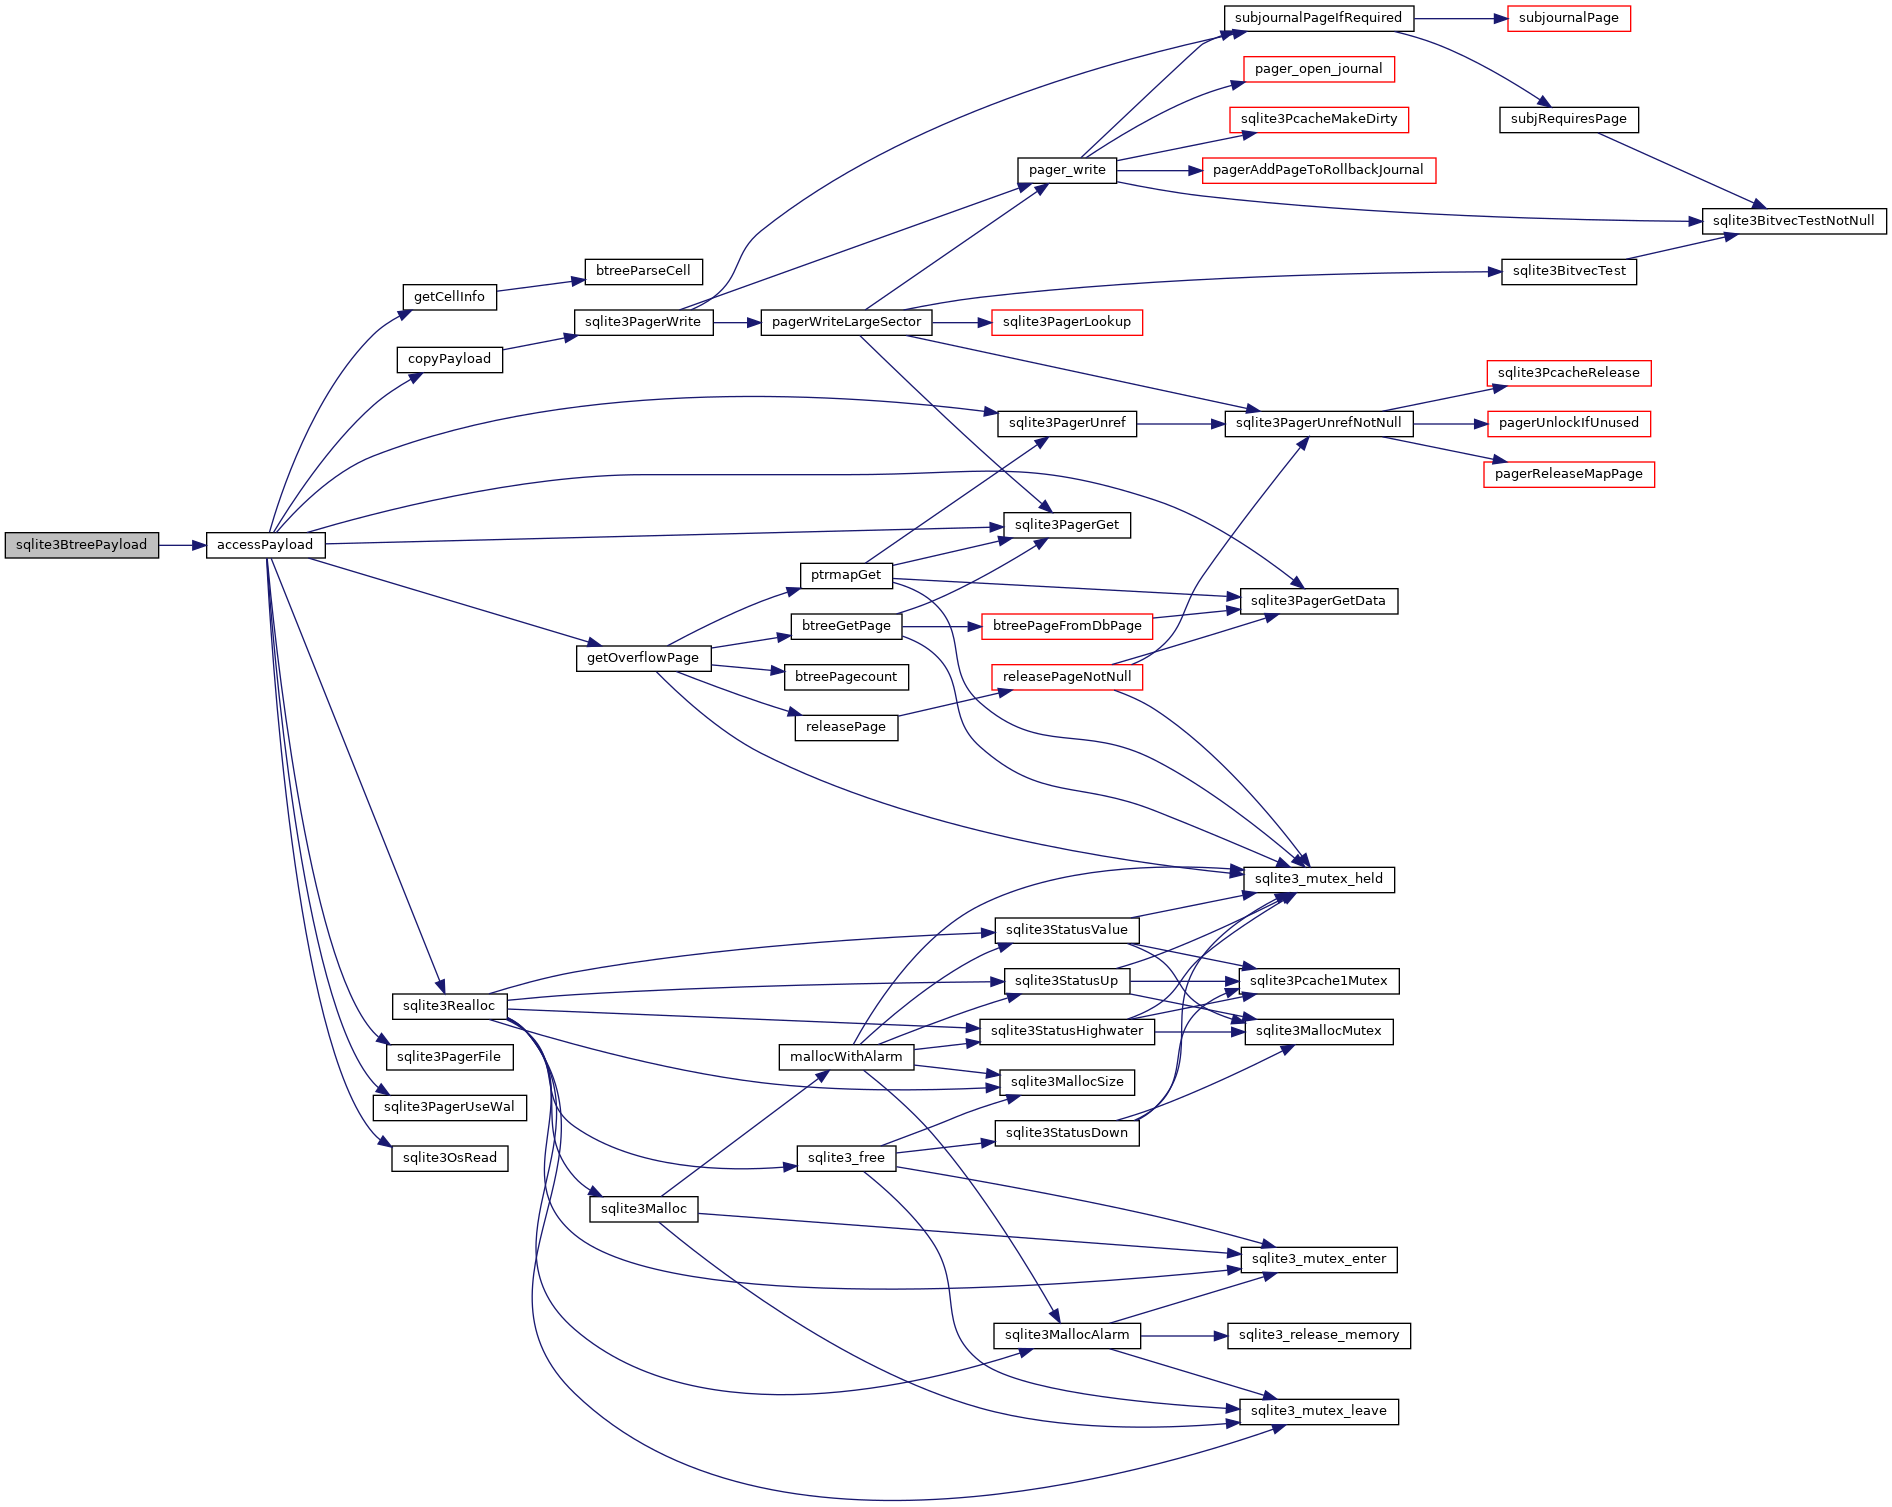 subjournalPageIfRequired
subjournalPage
pager_open_journal
sqlite3PcacheMakeDirty
subjRequiresPage
pager_write
pagerAddPageToRollbackJournal
sqlite3BitvecTestNotNull
btreeParseCell
sqlite3BitvecTest
getCellInfo
sqlite3PagerWrite
pagerWriteLargeSector
sqlite3PagerLookup
copyPayload
sqlite3PcacheRelease
sqlite3PagerUnref
sqlite3PagerUnrefNotNull
pagerUnlockIfUnused
pagerReleaseMapPage
sqlite3PagerGet
sqlite3BtreePayload
accessPayload
ptrmapGet
sqlite3PagerGetData
btreeGetPage
btreePageFromDbPage
getOverflowPage
btreePagecount
releasePageNotNull
releasePage
sqlite3_mutex_held
sqlite3StatusValue
sqlite3StatusUp
sqlite3Pcache1Mutex
sqlite3Realloc
sqlite3StatusHighwater
sqlite3MallocMutex
sqlite3PagerFile
mallocWithAlarm
sqlite3MallocSize
sqlite3PagerUseWal
sqlite3StatusDown
sqlite3OsRead
sqlite3_free
sqlite3Malloc
sqlite3_mutex_enter
sqlite3MallocAlarm
sqlite3_release_memory
sqlite3_mutex_leave